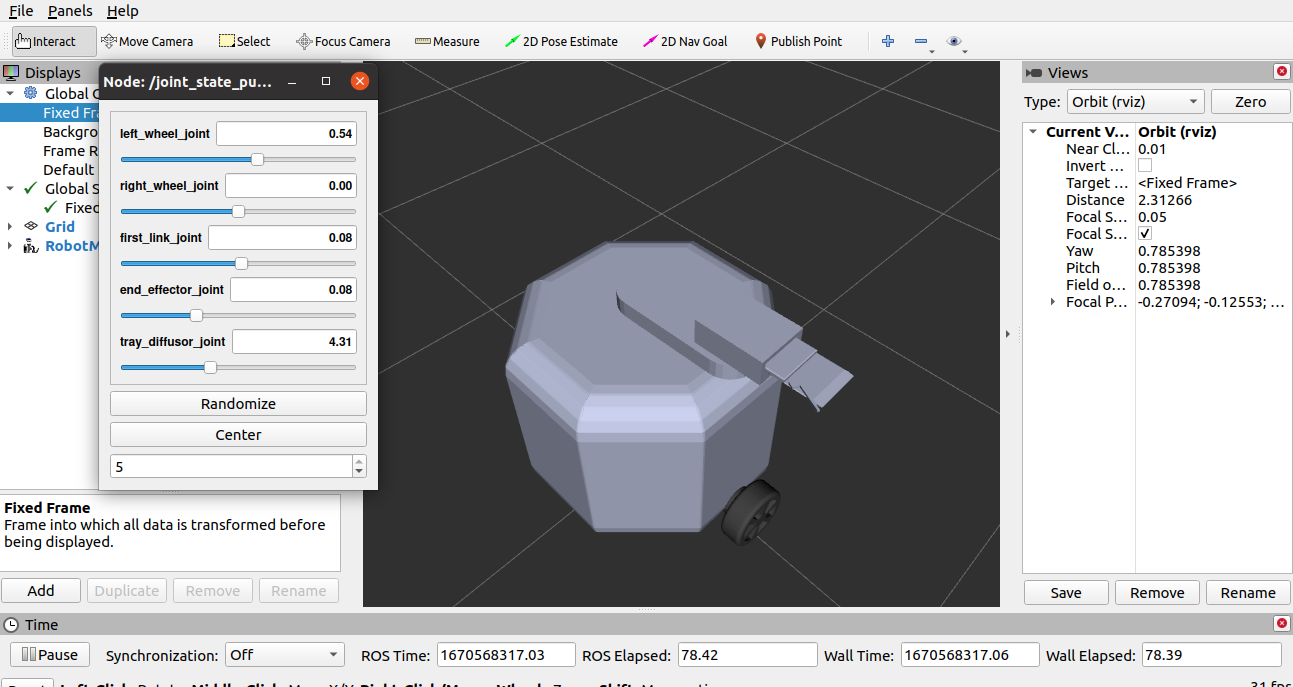 File Panels Help
Interact Move Camera Select Focus Camera Measure 2D Pose Estimate 2D Nav Goal Publish Point
Displays
Global
Fixed
Default
Global
Fixed
Grid
Node: /joint_state_pu...
left_wheel_joint 0.54
right_wheel_joint 0.00
first_link_joint 0.08
end_effector_joint 0.08
tray_diffusor_joint 4.31
Randomize
Center
5
Fixed Frame
Frame into which all data is transformed before
being displayed.
Add Duplicate Remove Rename
Views
Type: Orbit (rviz) Zero
Current V... Orbit (rviz)
Near Cl... 0.01
Invert ...
Target ... <Fixed Frame>
Distance 2.31266
Focal S... 0.05
Focal S...
Yaw 0.785398
Pitch 0.785398
Field o... 0.785398
Focal P... -0.27094; -0.12553; ...
Save Remove Rename
Time
Pause Synchronization: Off ROS Time: 1670568317.03 ROS Elapsed: 78.42 Wall Time: 1670568317.06 Wall Elapsed: 78.39
31 fps